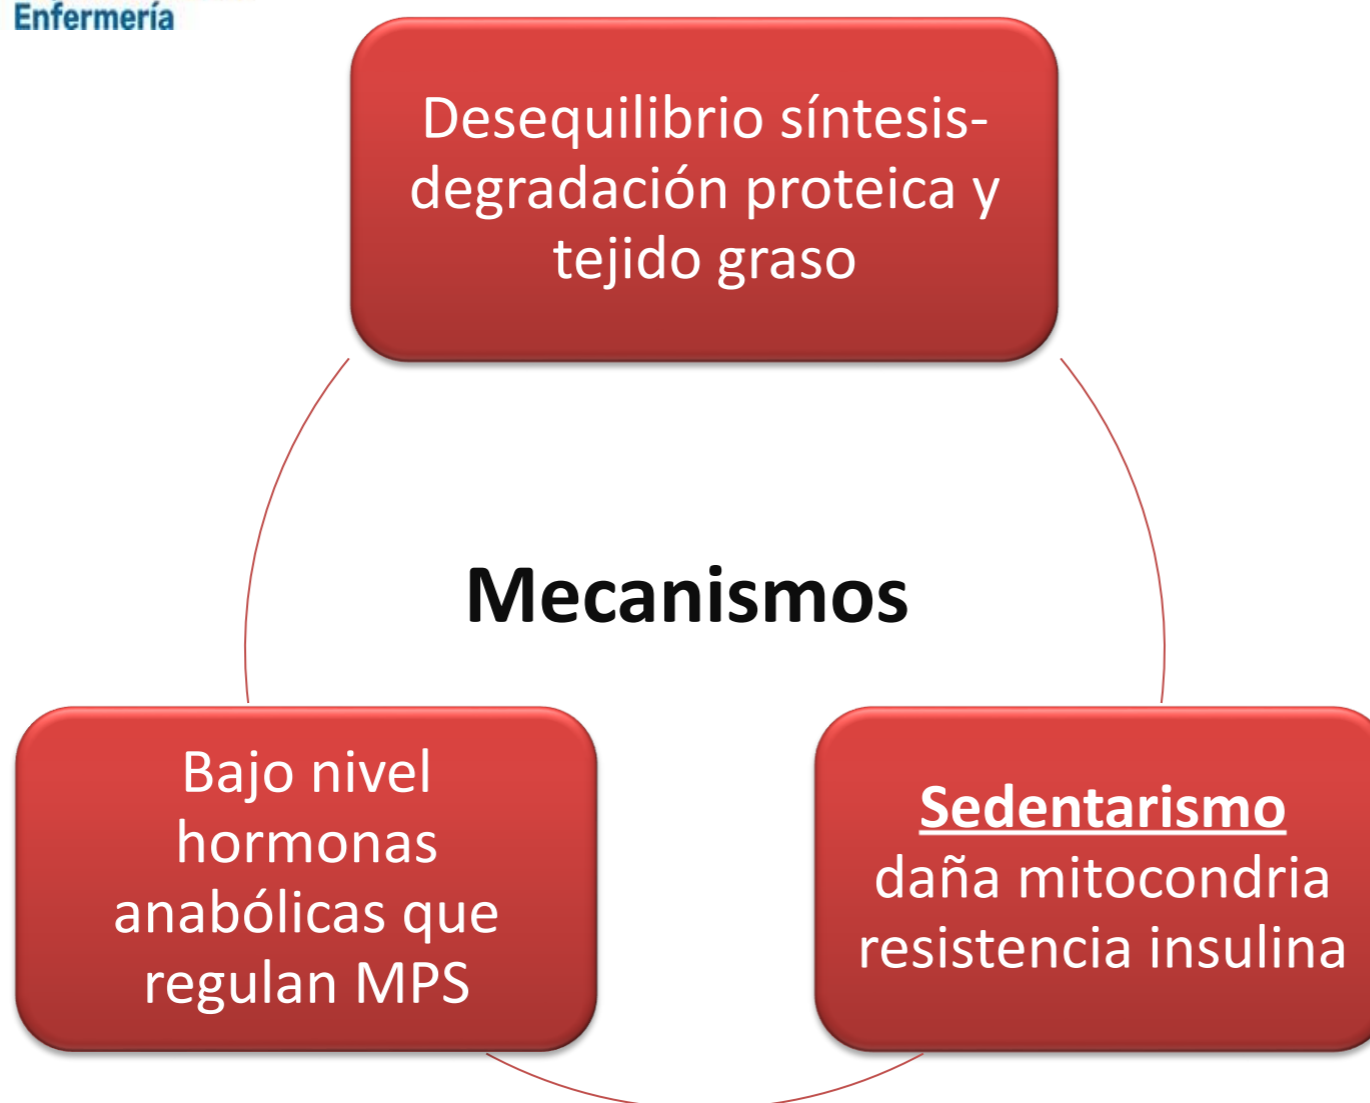 Enfermería
Desequilibrio síntesis-
degradación proteica y
tejido graso
Mecanismos
Bajo nivel
hormonas
anabólicas que
regulan MPS
Sedentarismo
daña mitocondria
resistencia insulina